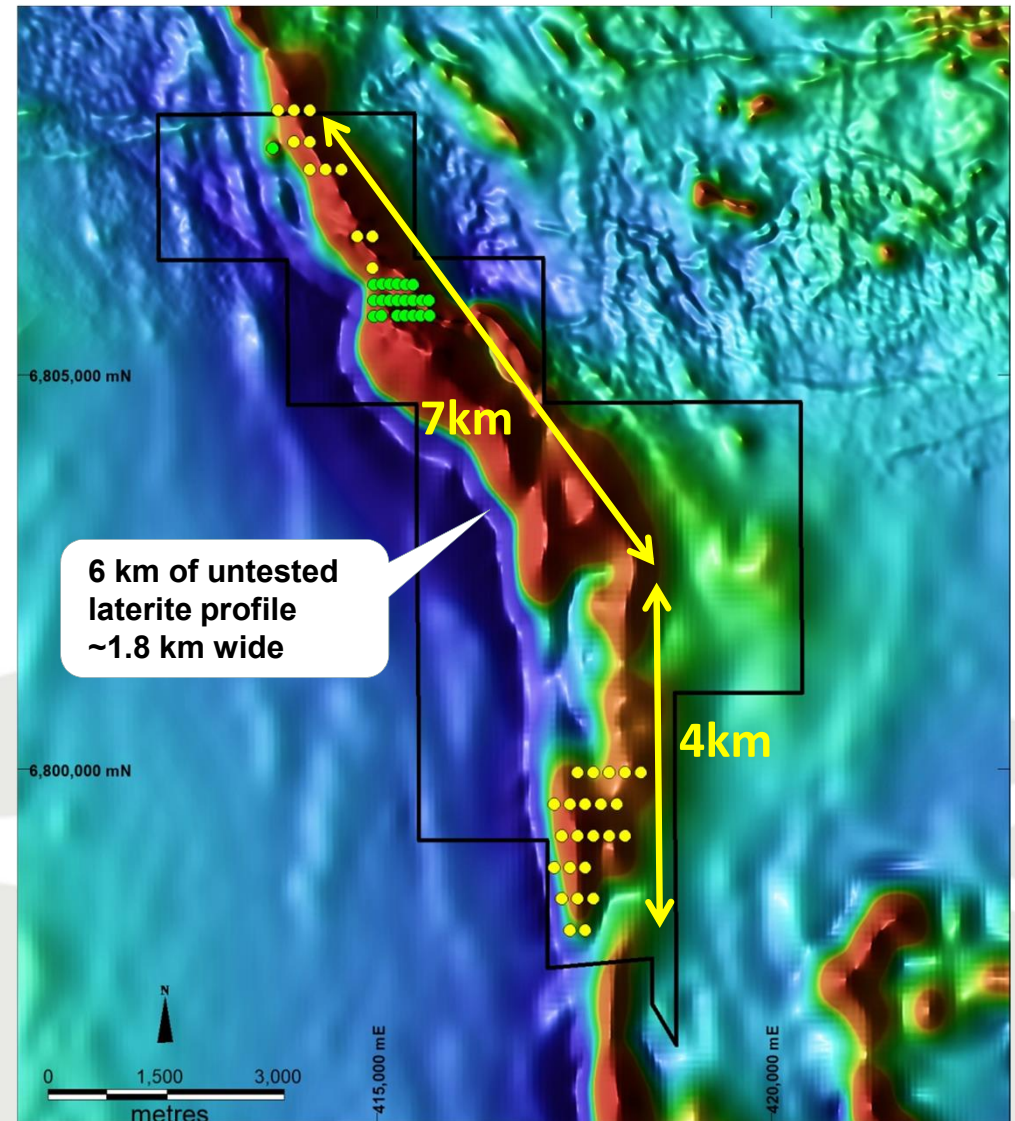 6,805,000 mN
7km
6 km of untested
laterite profile
~1.8 km wide
4km
6,800,000 mN
N
415,000 mE
420,000 mE
0 1,500 3,000
metres